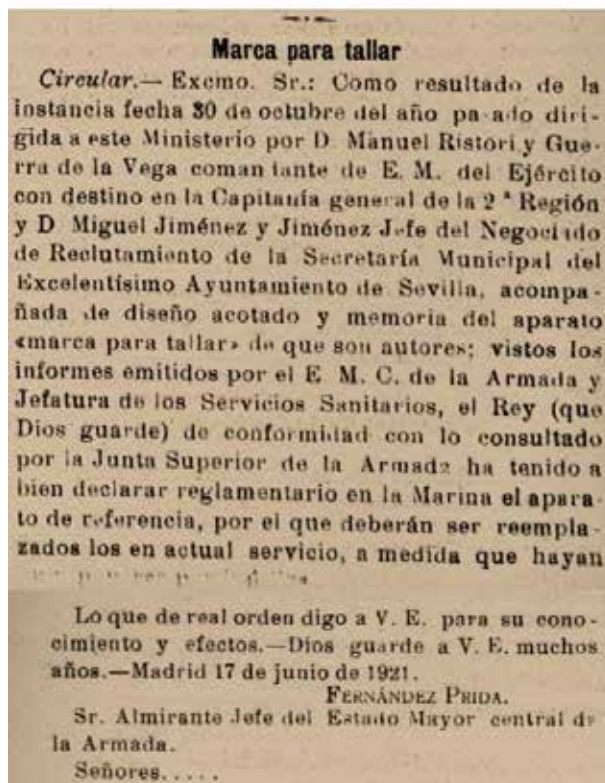 Marca para tallar
Circular.— Excmo. Sr.: Como resultado de la
instancia fecha 30 de octubre del año pa ado diri-
gida a este Ministerio por D. Manuel Ristori y Gue-
rra de la Vega coman ante de E. M. del Ejército
con destino en la Capitanía general de la 2.ª Región
y D Miguel Jiménez y Jiménez Jefe del Negociado
de Reclutamiento de la Secretaría Municipal del
Excelentísimo Ayuntamiento de Sevilla, acompa-
ñada de diseño acotado y memoria del aparato
«marca para tallar» de que son autores; vistos los
informes emitidos por el E. M. C. de la Armada y
Jefatura de los Servicios Sanitarios, el Rey (que
Dios guarde) de conformidad con lo consultado
por la Junta Superior de la Armada ha tenido a
bien declarar reglamentario en la Marina el apara-
to de referencia, por el que deberán ser reempla-
zados los en actual servicio, a medida que hayan
Lo que de real orden digo a V. E. para su cono-
cimiento y efectos.—Dios guarde a V. E. muchos
años.—Madrid 17 de junio de 1921.
FERNÁNDEZ PRIDA.
Sr. Almirante Jefe del Estado Mayor central de
la Armada.
Señores.....